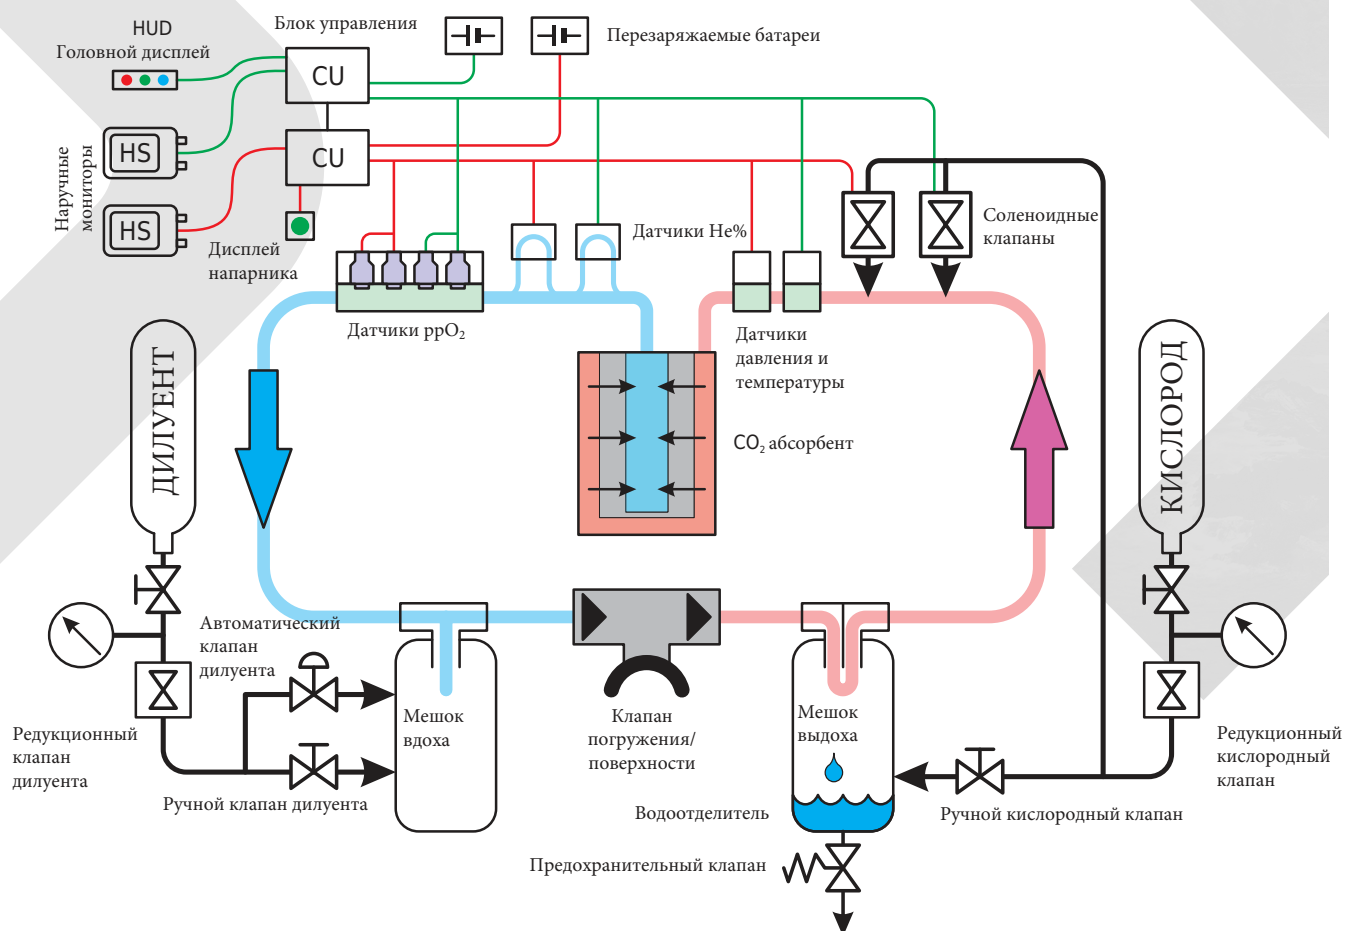 HUD
Головной дисплей
Блок управления
Перезаряжаемые батареи
CU
CU
HS
HS
Наручные
мониторы
Дисплей
напарника
Датчики He%
Соленоидные
клапаны
Датчики ppO₂
Датчики
давления и
температуры
CO₂ абсорбент
ДИЛУЕНТ
КИСЛОРОД
Автоматический
клапан
дилуента
Редукционный
клапан
дилуента
Ручной клапан дилуента
Мешок
вдоха
Клапан
погружения/
поверхности
Мешок
выдоха
Водоотделитель
Предохранительный клапан
Ручной кислородный клапан
Редукционный
кислородный
клапан